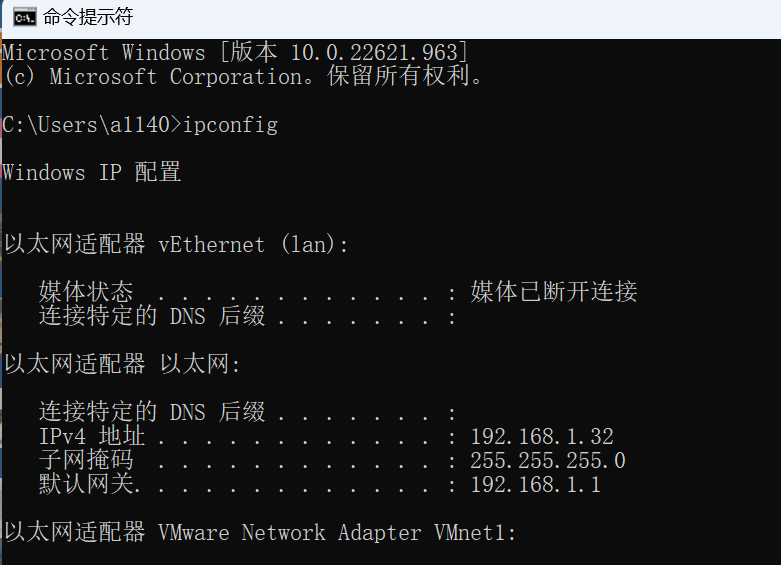 命令提示符
Microsoft Windows [版本 10.0.22621.963]
(c) Microsoft Corporation。保留所有权利。
C:\Users\a1140>ipconfig
Windows IP 配置
以太网适配器 vEthernet (lan):
媒体状态 . . . . . . . . . . . . : 媒体已断开连接
连接特定的 DNS 后缀 . . . . . . . :
以太网适配器 以太网:
连接特定的 DNS 后缀 . . . . . . . :
IPv4 地址 . . . . . . . . . . . . : 192.168.1.32
子网掩码 . . . . . . . . . . . . : 255.255.255.0
默认网关. . . . . . . . . . . . . : 192.168.1.1
以太网适配器 VMware Network Adapter VMnet1: